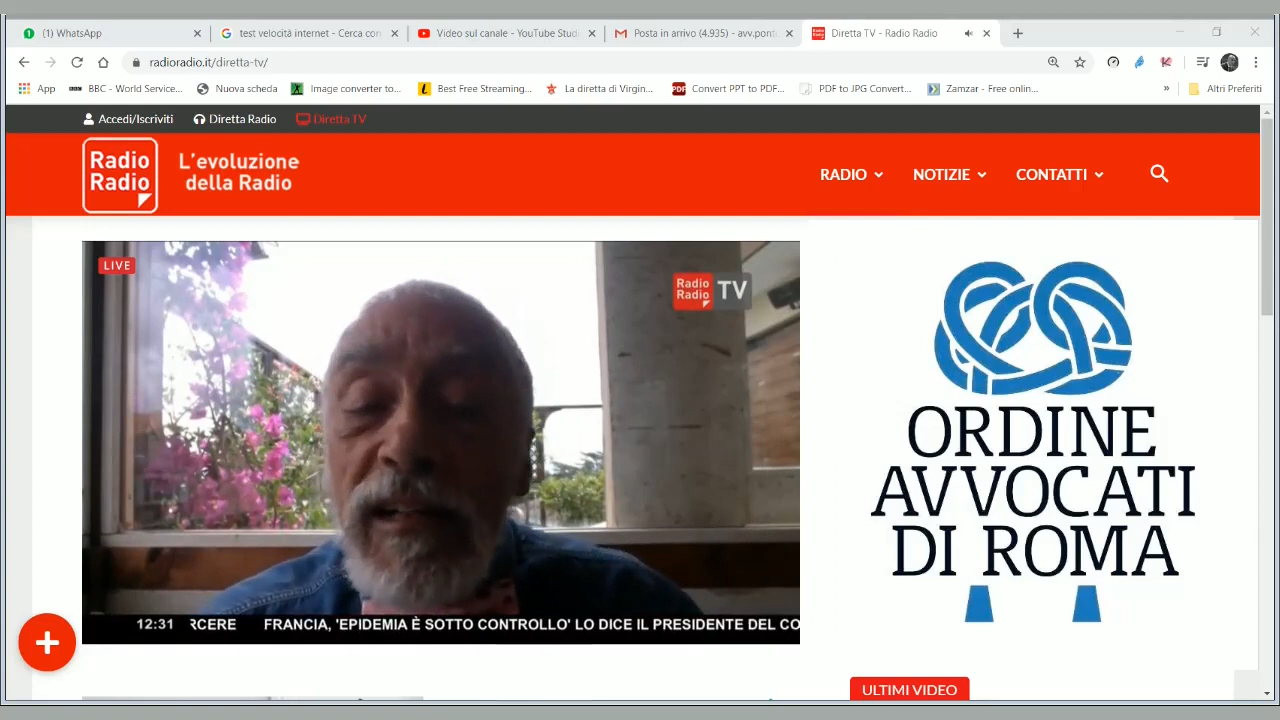 (1) WhatsApp
test velocità internet - Cerca con
Video sul canale - YouTube Stud
Posta in arrivo (4.935) - avv.pont
Diretta TV - Radio Radio
radioradio.it/diretta-tv/
App
BBC - World Service...
Nuova scheda
Image converter to...
Best Free Streaming...
La diretta di Virgin...
Convert PPT to PDF...
PDF to JPG Convert...
Zamzar - Free onlin...
»
Altri Preferiti
Accedi/Iscriviti
Diretta Radio
Diretta TV
Radio
Radio
L'evoluzione
della Radio
RADIO
NOTIZIE
CONTATTI
LIVE
Radio
Radio
TV
12:31
RCERE FRANCIA, 'EPIDEMIA È SOTTO CONTROLLO' LO DICE IL PRESIDENTE DEL CO
ORDINE
AVVOCATI
DI ROMA
ULTIMI VIDEO